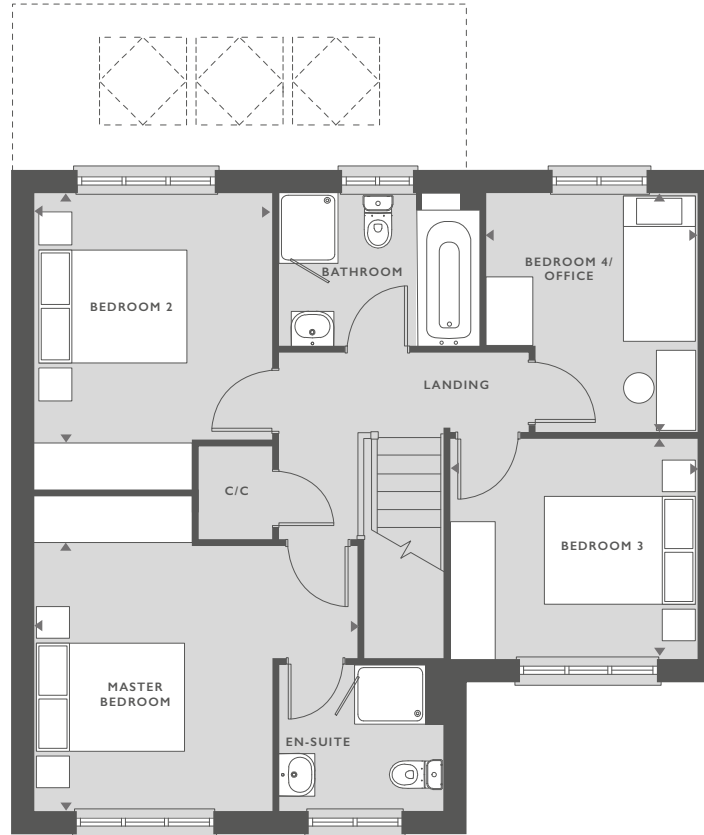 BATHROOM
BEDROOM 4/
OFFICE
BEDROOM 2
LANDING
C/C
BEDROOM 3
MASTER
BEDROOM
EN-SUITE